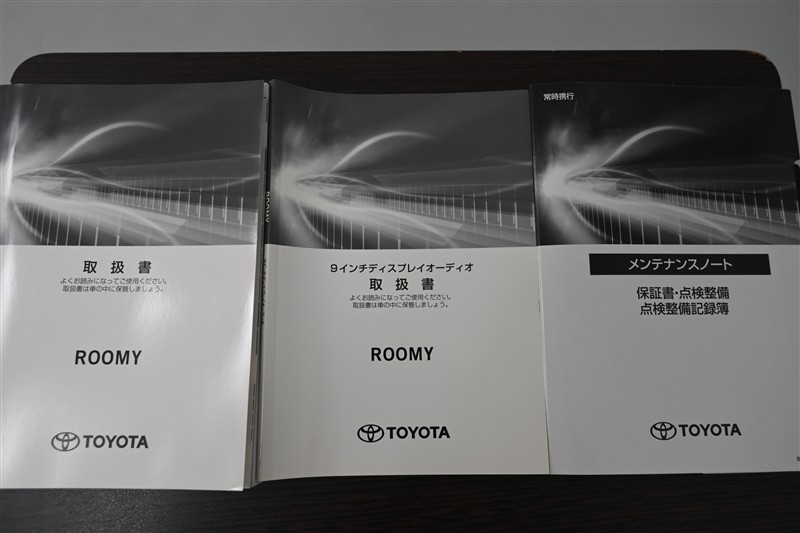 取扱書
よくお読みになってご使用ください。
取扱書は車の中に保管しましょう。
ROOMY
TOYOTA
ROOMY
9インチディスプレイオーディオ
取扱書
よくお読みになってご使用ください。
取扱書は車の中に保管しましょう。
ROOMY
TOYOTA
常時携行
メンテナンスノート
保証書・点検整備
点検整備記録簿
TOYOTA